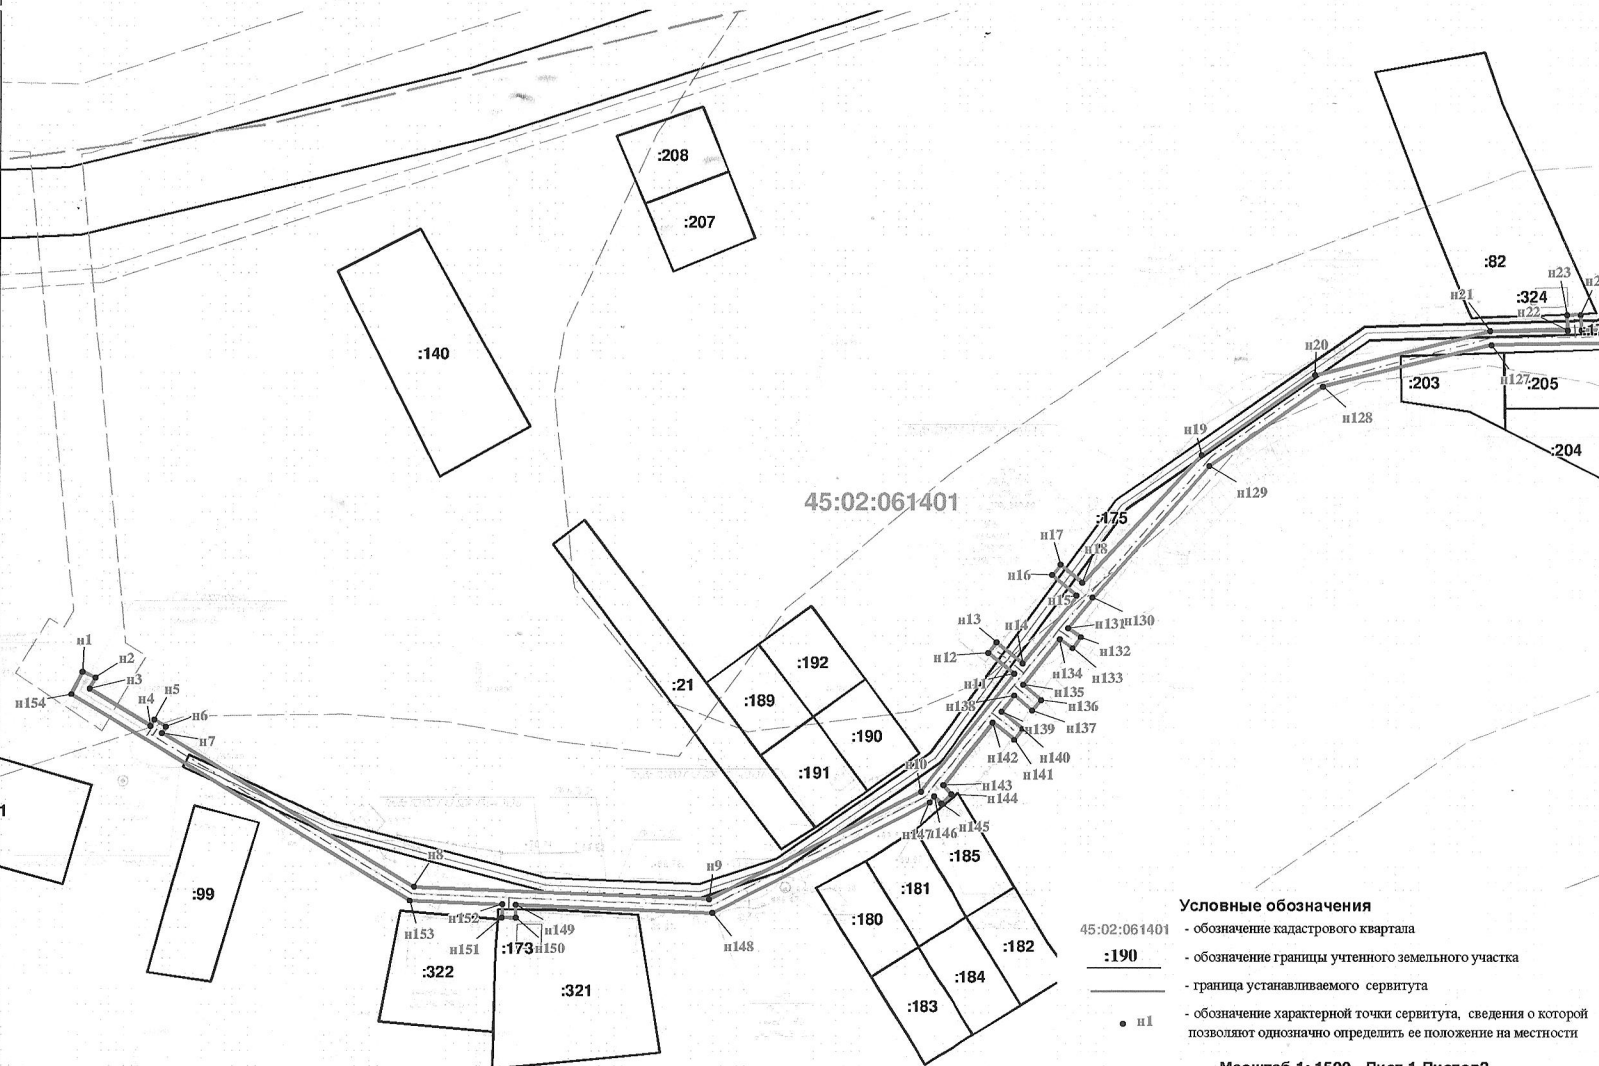 :208
:207
:82
н23
:324
н21
н22
н20
:140
:203
н127
:205
н128
н19
:204
н129
45:02:061401
:175
н17
н18
н16
н15
н13
н14
н131
н130
н12
н132
н134
н133
н1
н2
н3
н154
н4
н5
н6
н7
:192
:21
:189
н11
н135
н138
н136
н137
н139
:190
н142
н140
н141
:191
н10
н143
н144
н147
н146
н145
:185
н8
н9
:99
:181
:180
н153
н152
н149
н151
:173
н150
н148
:182
:322
:184
:321
:183
Условные обозначения
45:02:061401 - обозначение кадастрового квартала
:190 - обозначение границы учтенного земельного участка
- граница устанавливаемого сервитута
н1 - обозначение характерной точки сервитута, сведения о которой
позволяют однозначно определить ее положение на местности